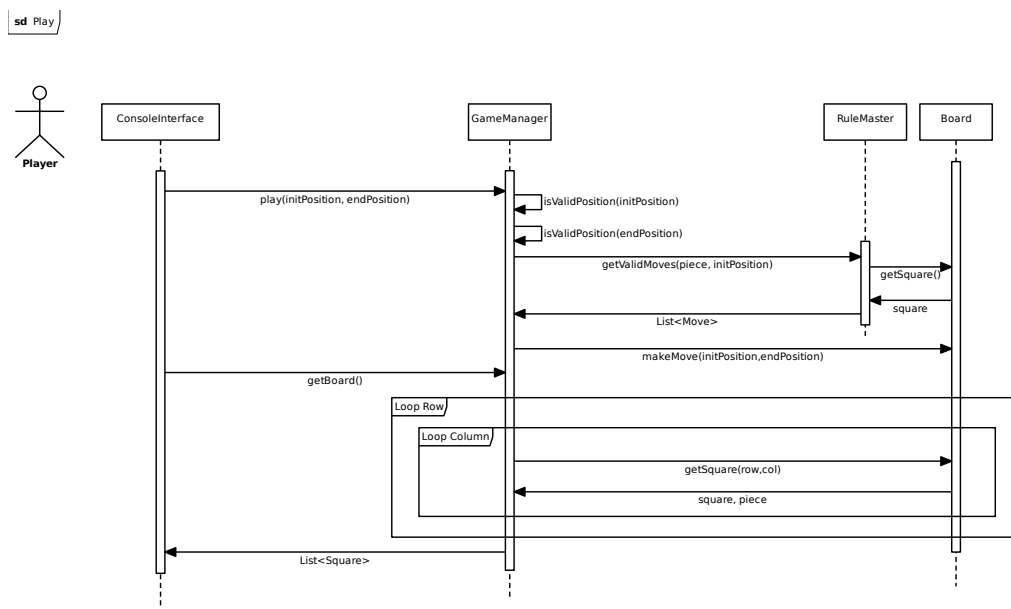 sd Play
ConsoleInterface
GameManager
RuleMaster
Board
Player
play(initPosition, endPosition)
isValidPosition(initPosition)
isValidPosition(endPosition)
getValidMoves(piece, initPosition)
getSquare()
square
List<Move>
makeMove(initPosition,endPosition)
getBoard()
Loop Row
Loop Column
getSquare(row,col)
square, piece
List<Square>